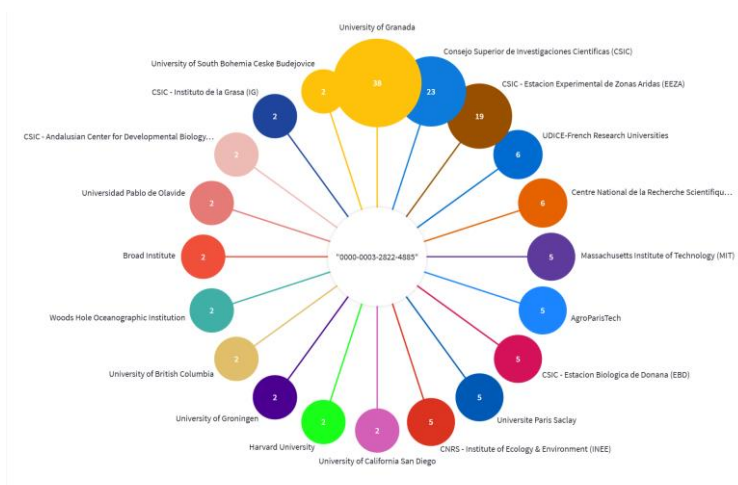 University of Granada
38
Consejo Superior de Investigaciones Científicas (CSIC)
23
CSIC - Estacion Experimental de Zonas Aridas (EEZA)
19
UDICE-French Research Universities
6
Centre National de la Recherche Scientifiqu...
6
Massachusetts Institute of Technology (MIT)
5
AgroParisTech
5
CSIC - Estacion Biologica de Donana (EBD)
5
Universite Paris Saclay
5
CNRS - Institute of Ecology & Environment (INEE)
5
University of California San Diego
2
Harvard University
2
University of Groningen
2
University of British Columbia
2
Woods Hole Oceanographic Institution
2
Broad Institute
2
Universidad Pablo de Olavide
2
CSIC - Andalusian Center for Developmental Biology...
2
CSIC - Instituto de la Grasa (IG)
2
University of South Bohemia Ceske Budejovice
2
"0000-0003-2822-4885"